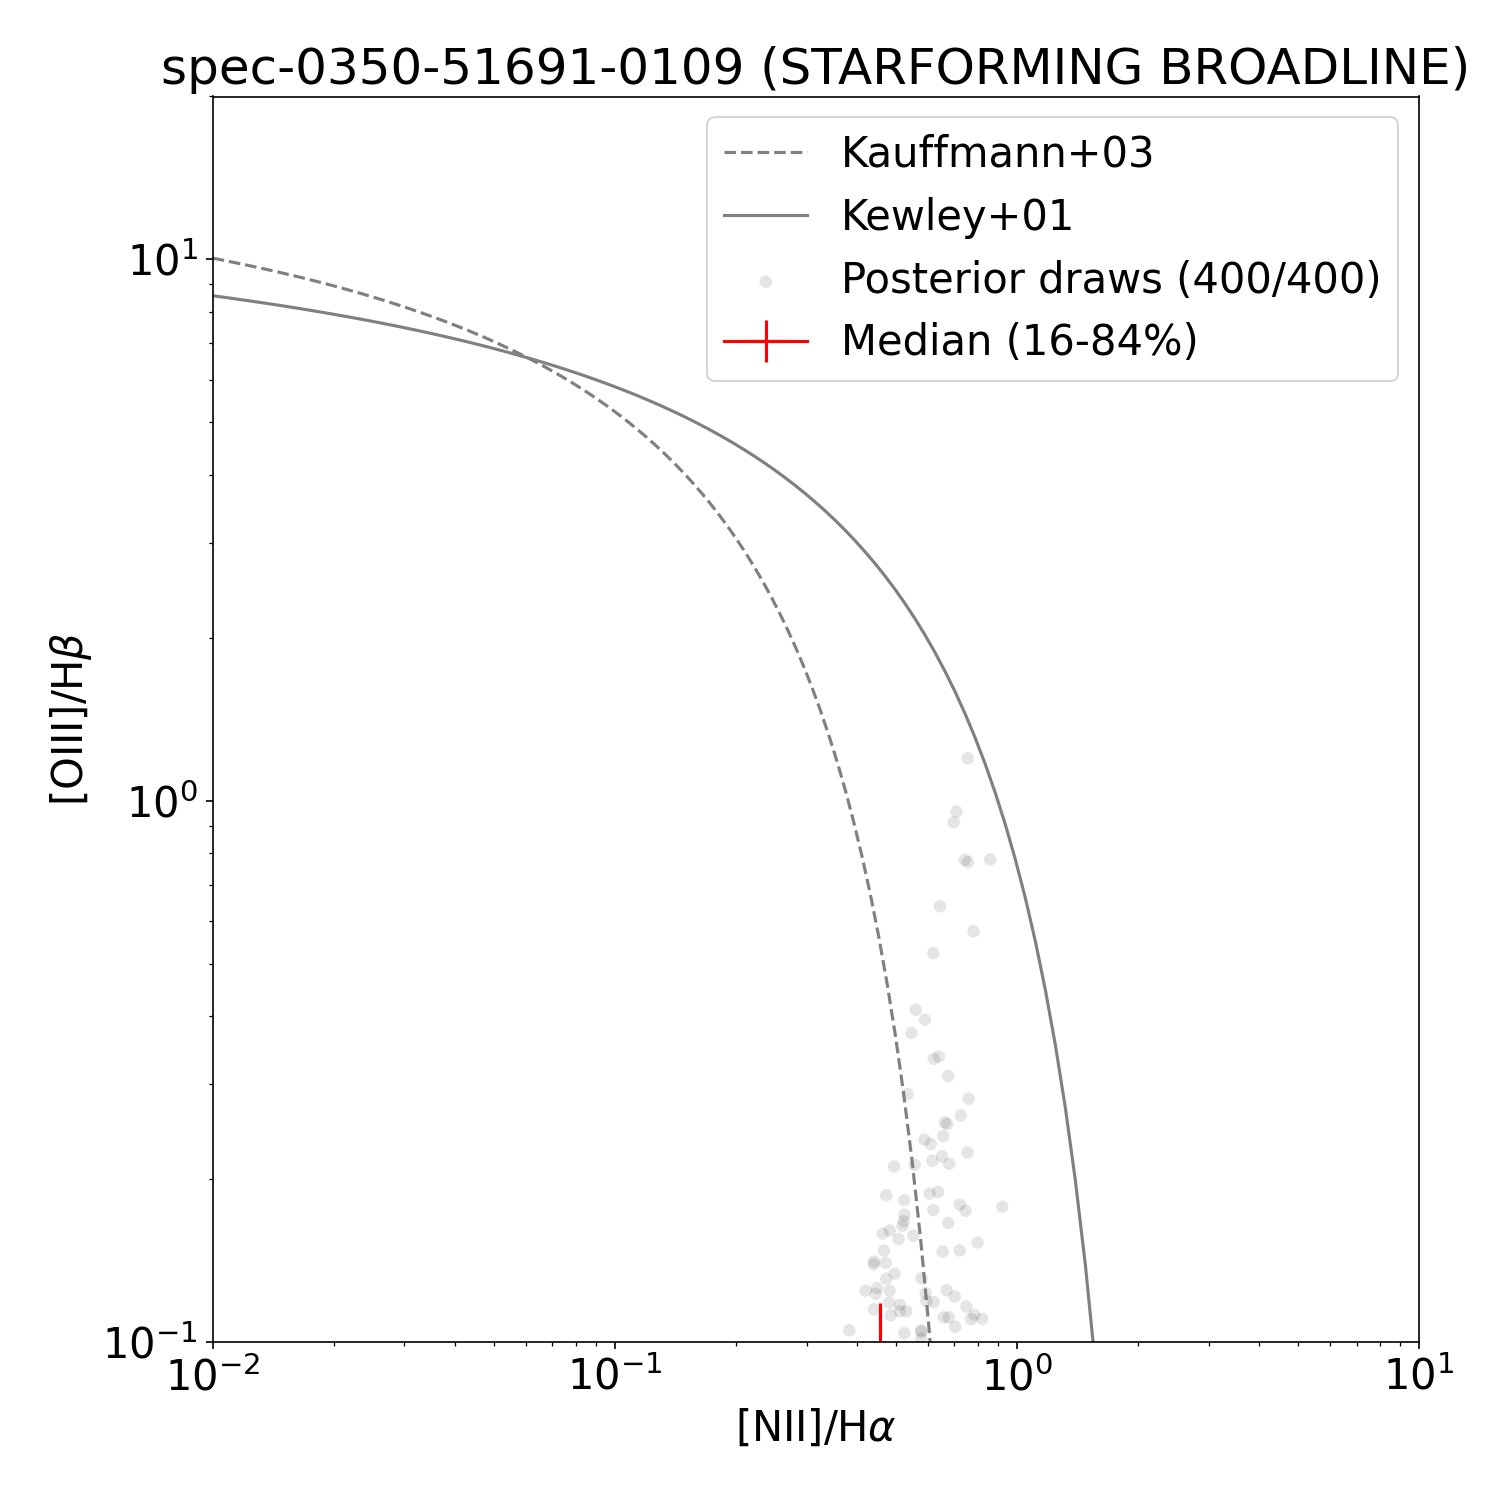 spec-0350-51691-0109 (STARFORMING BROADLINE)
Kauffmann+03
Kewley+01
Posterior draws (400/400)
Median (16-84%)
10¹
10⁰
10⁻¹
[OIII]/Hβ
10⁻² 10⁻¹ 10⁰ 10¹
[NII]/Hα